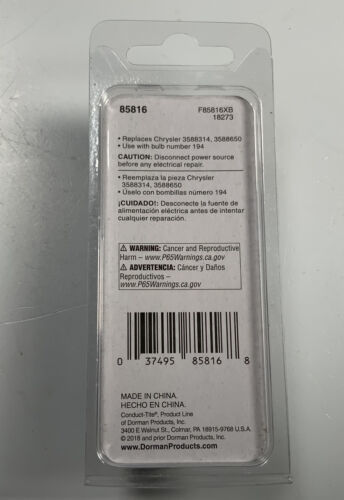 85816 F85816XB
18273
• Replaces Chrysler 3588314, 3588650
• Use with bulb number 194
CAUTION: Disconnect power source
before any electrical repair.
• Reemplaza la pieza Chrysler
3588314, 3588650
• Úselo con bombillas número 194
¡CUIDADO!: Desconecte la fuente de
alimentación eléctrica antes de intentar
cualquier reparación.
⚠ WARNING: Cancer and Reproductive
Harm – www.P65Warnings.ca.gov
⚠ ADVERTENCIA: Cáncer y Daños
Reproductivos –
www.P65Warnings.ca.gov
0 37495 85816 8
MADE IN CHINA.
HECHO EN CHINA.
Conduct-Tite®, Product Line
of Dorman Products, Inc.
3400 E Walnut St., Colmar, PA 18915-9768 U.S.A.
© 2018 and prior Dorman Products, Inc.
www.DormanProducts.com